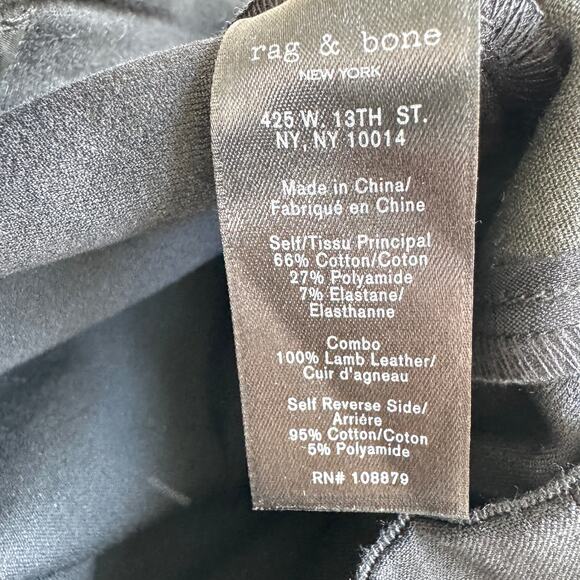 rag & bone
NEW YORK
425 W. 13TH ST.
NY, NY 10014
Made in China/
Fabriqué en Chine
Self/Tissu Principal
66% Cotton/Coton
27% Polyamide
7% Elastane/
Elasthanne
Combo
100% Lamb Leather/
Cuir d'agneau
Self Reverse Side/
Arriére
95% Cotton/Coton
5% Polyamide
RN# 108879